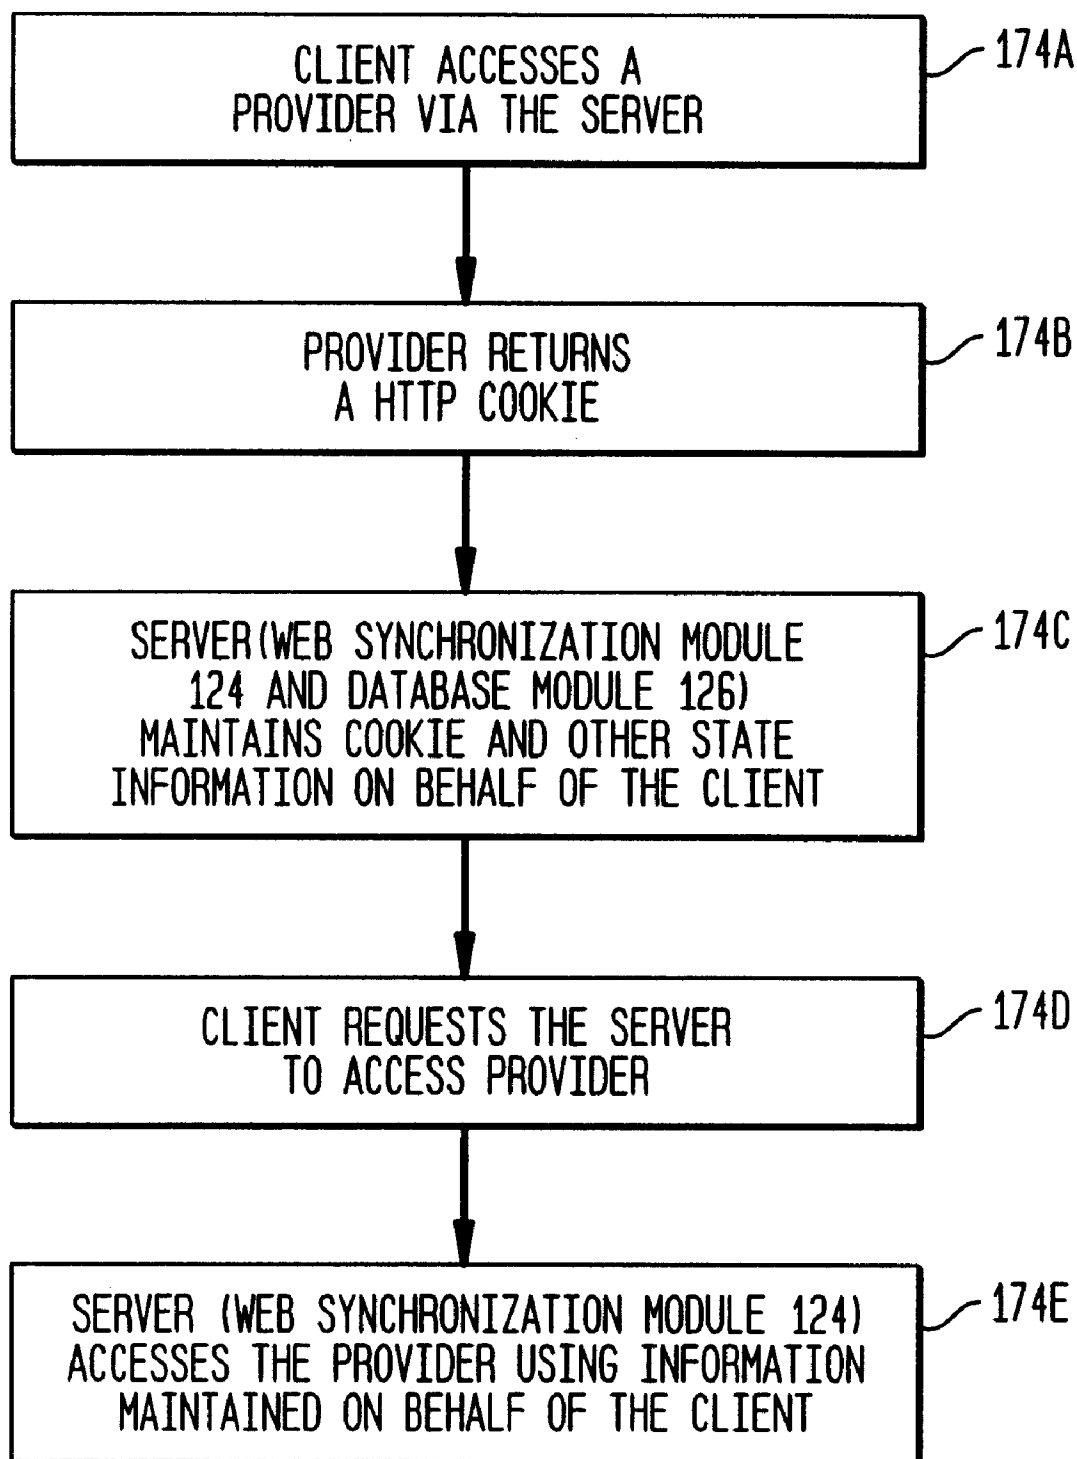 CLIENT ACCESSES A
PROVIDER VIA THE SERVER
174A
PROVIDER RETURNS
A HTTP COOKIE
174B
SERVER(WEB SYNCHRONIZATION MODULE
124 AND DATABASE MODULE 126)
MAINTAINS COOKIE AND OTHER STATE
INFORMATION ON BEHALF OF THE CLIENT
174C
CLIENT REQUESTS THE SERVER
TO ACCESS PROVIDER
174D
SERVER (WEB SYNCHRONIZATION MODULE 124)
ACCESSES THE PROVIDER USING INFORMATION
MAINTAINED ON BEHALF OF THE CLIENT
174E